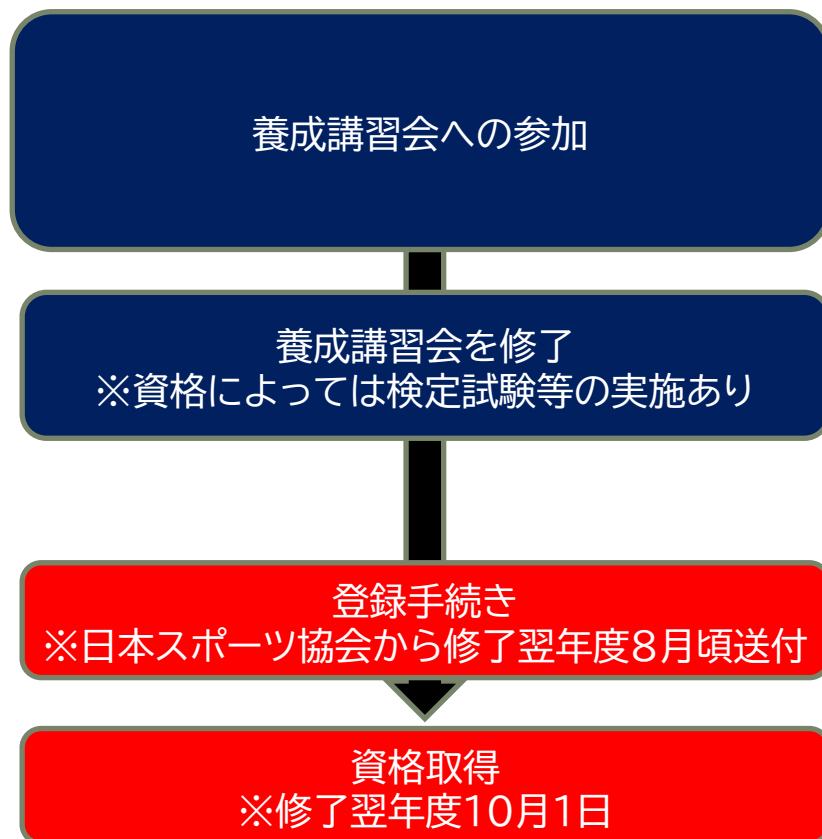 養成講習会への参加
養成講習会を修了
※資格によっては検定試験等の実施あり
登録手続き
※日本スポーツ協会から修了翌年度8月頃送付
資格取得
※修了翌年度10月1日